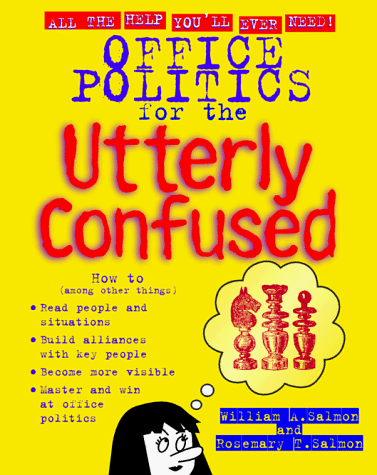 ALL THE HELP YOU'LL EVER NEED!
OFFICE
POLITICS
for the
Utterly
Confused
How to
(among other things)
• Read people and
situations
• Build alliances
with key people
• Become more visible
• Master and win
at office
politics
William A.Salmon
and
Rosemary T.Salmon